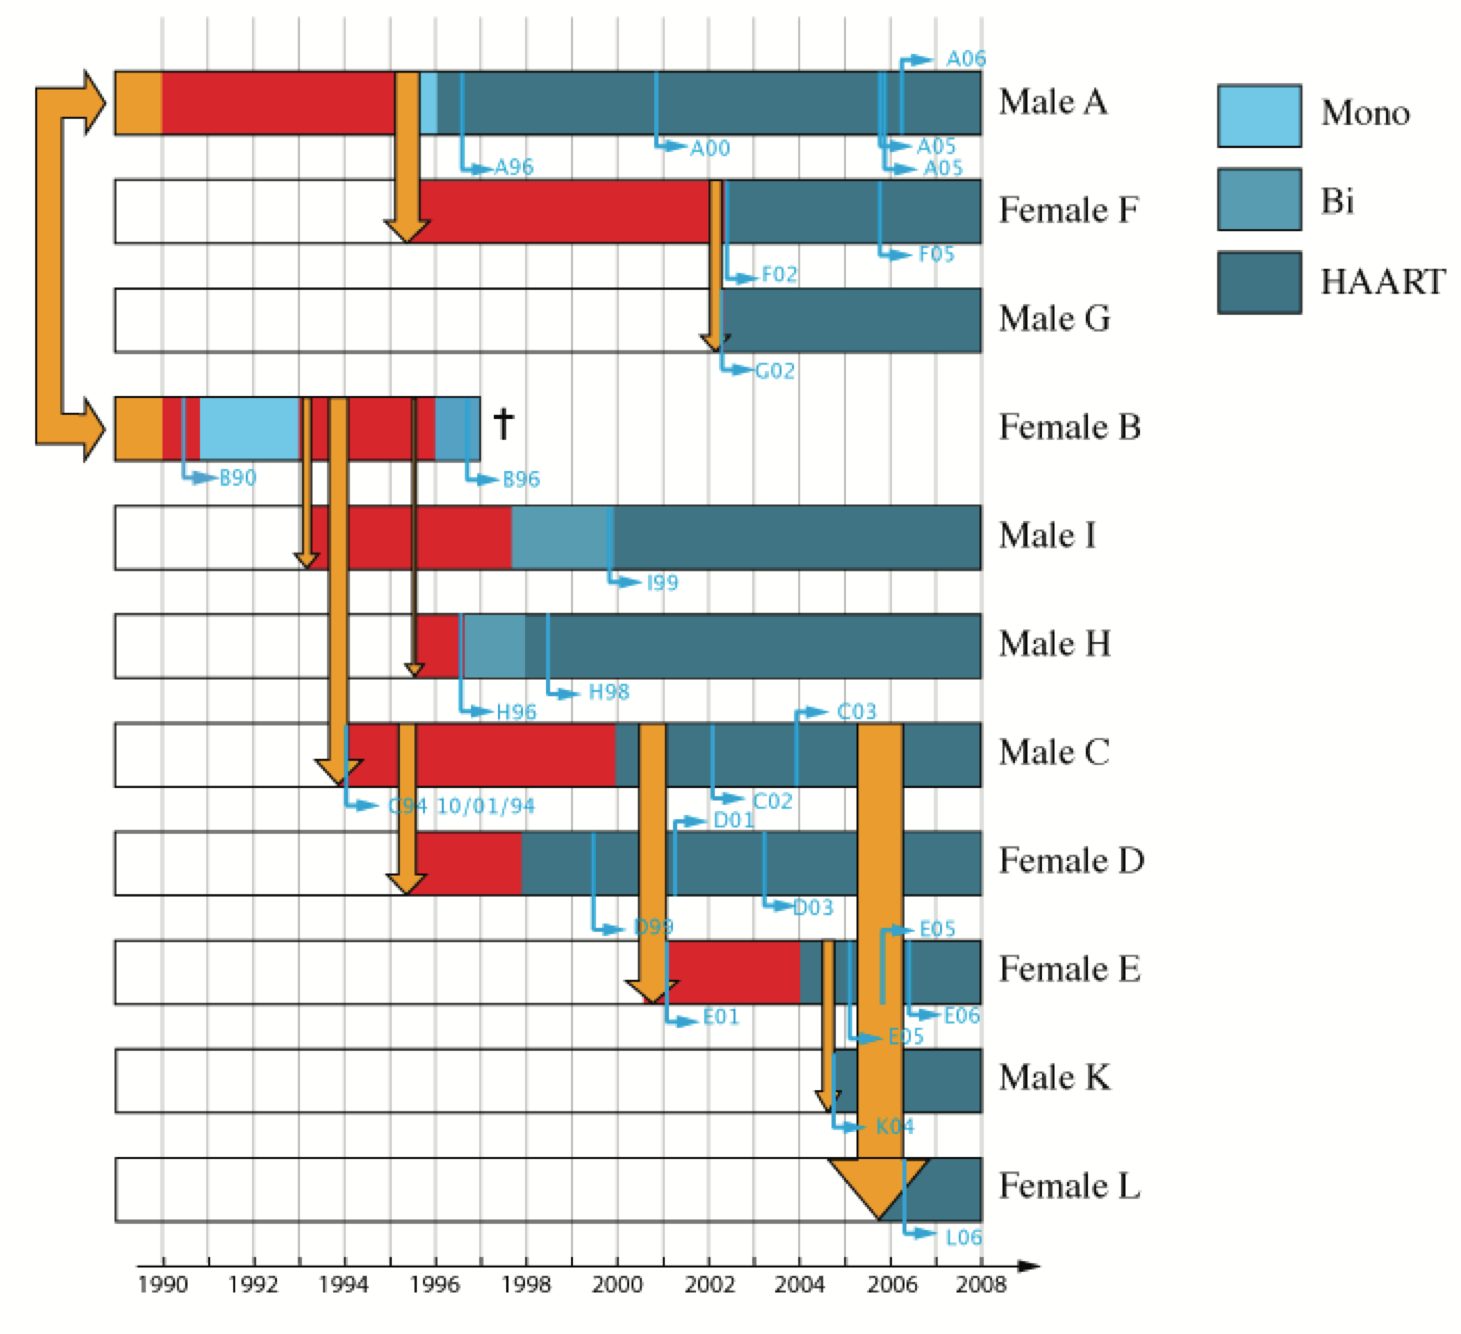 A06
Male A
Mono
A00
A05
A96
A05
Bi
Female F
F05
F02
HAART
Male G
G02
†
Female B
B90
B96
Male I
I99
Male H
H98
H96
C03
Male C
C02
C94 10/01/94
D01
Female D
D03
D99
E05
Female E
E01
E06
E05
Male K
K04
Female L
L06
1990 1992 1994 1996 1998 2000 2002 2004 2006 2008